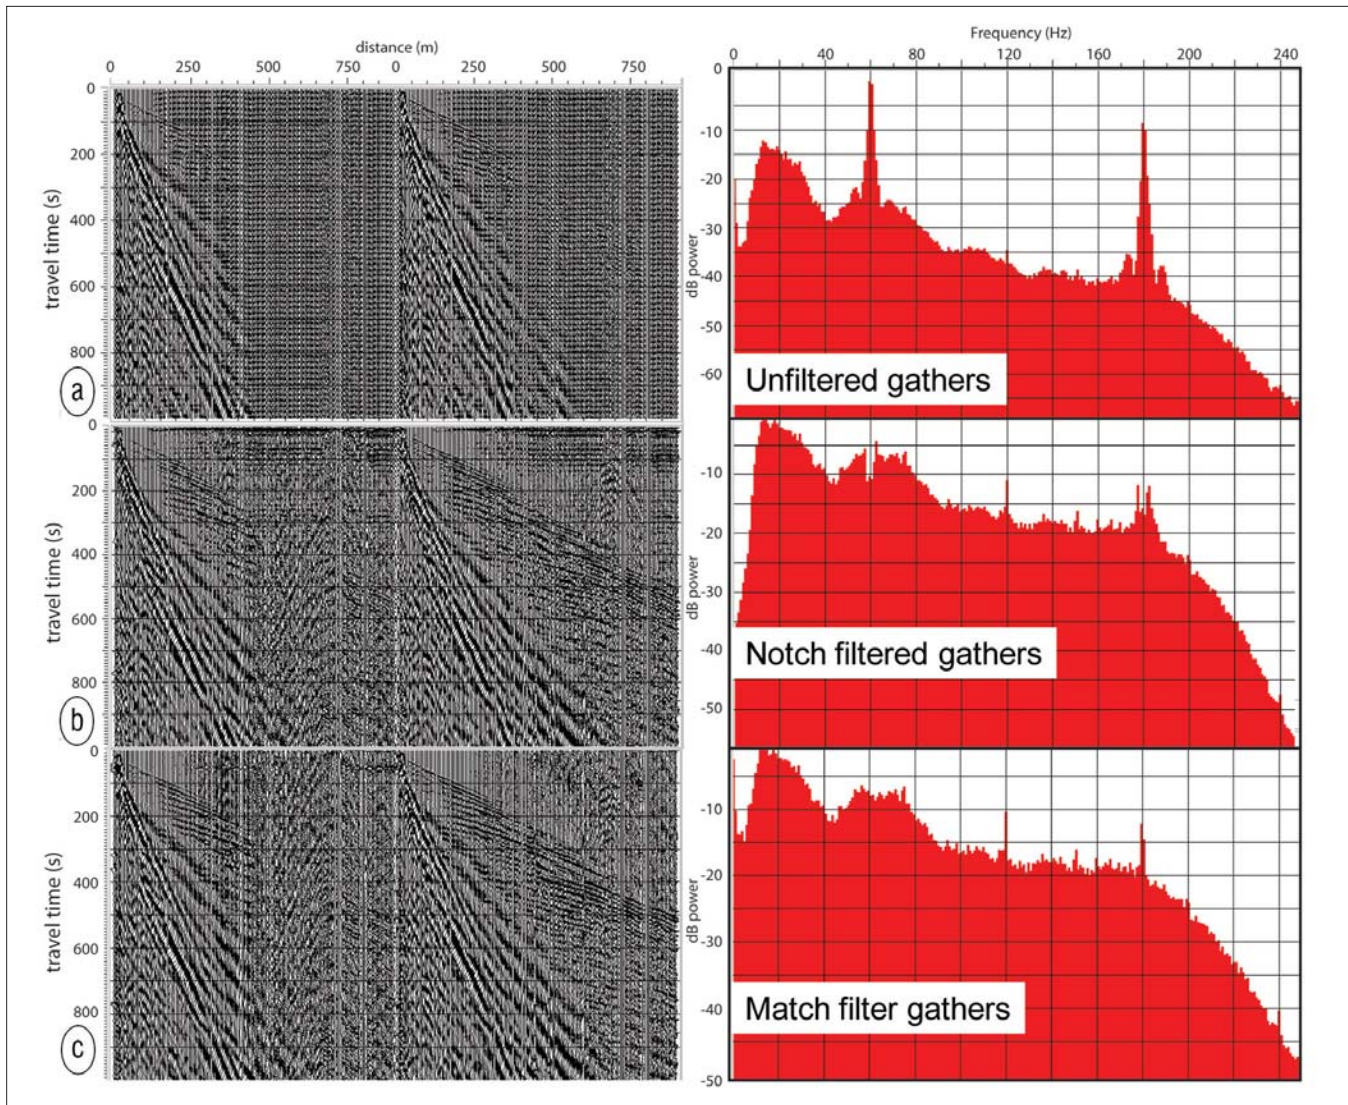 distance (m)
0 250 500 750 0 250 500 750
travel time (s)
0
200
400
600
800
a
Frequency (Hz)
0 40 80 120 160 200 240
dB power
0
-10
-20
-30
-40
-50
-60
Unfiltered gathers
travel time (s)
0
200
400
600
800
b
dB power
-10
-20
-30
-40
-50
Notch filtered gathers
travel time (s)
0
200
400
600
800
c
dB power
-10
-20
-30
-40
-50
Match filter gathers